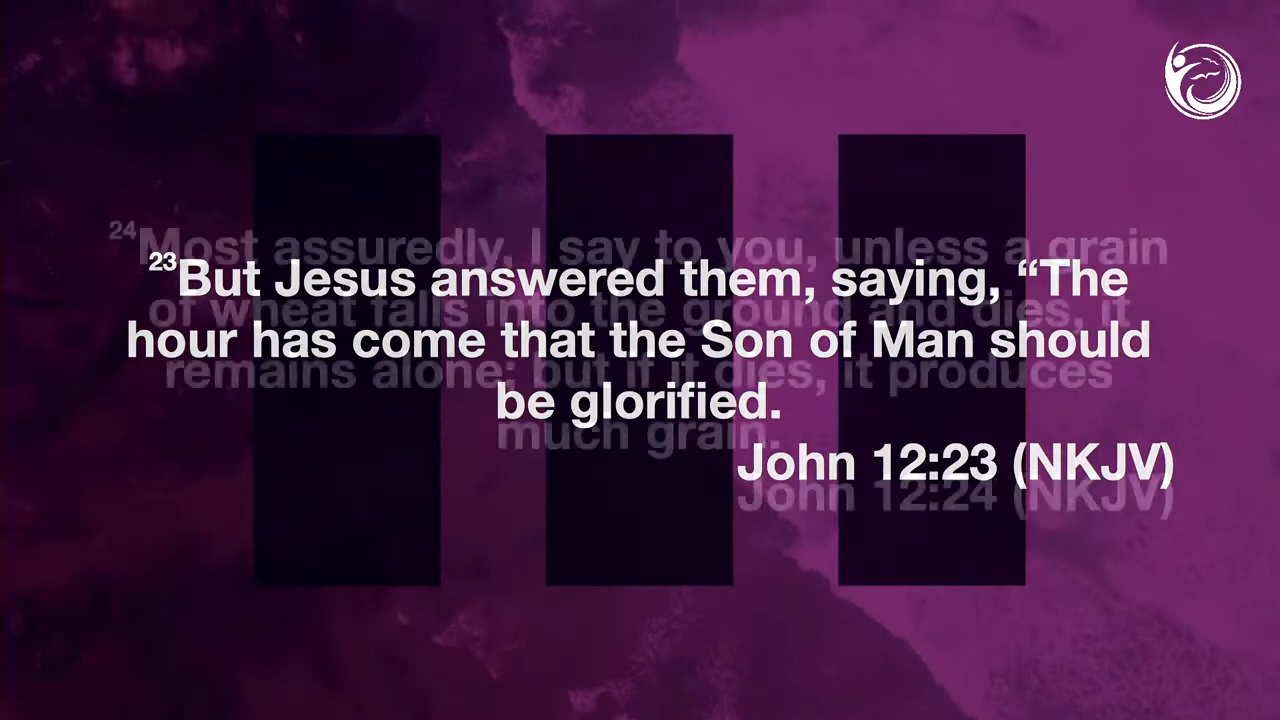 ²³But Jesus answered them, saying, “The
hour has come that the Son of Man should
be glorified.
John 12:23 (NKJV)
²⁴Most assuredly, I say to you, unless a grain
of wheat falls into the ground and dies, it
remains alone; but if it dies, it produces
much grain.
John 12:24 (NKJV)